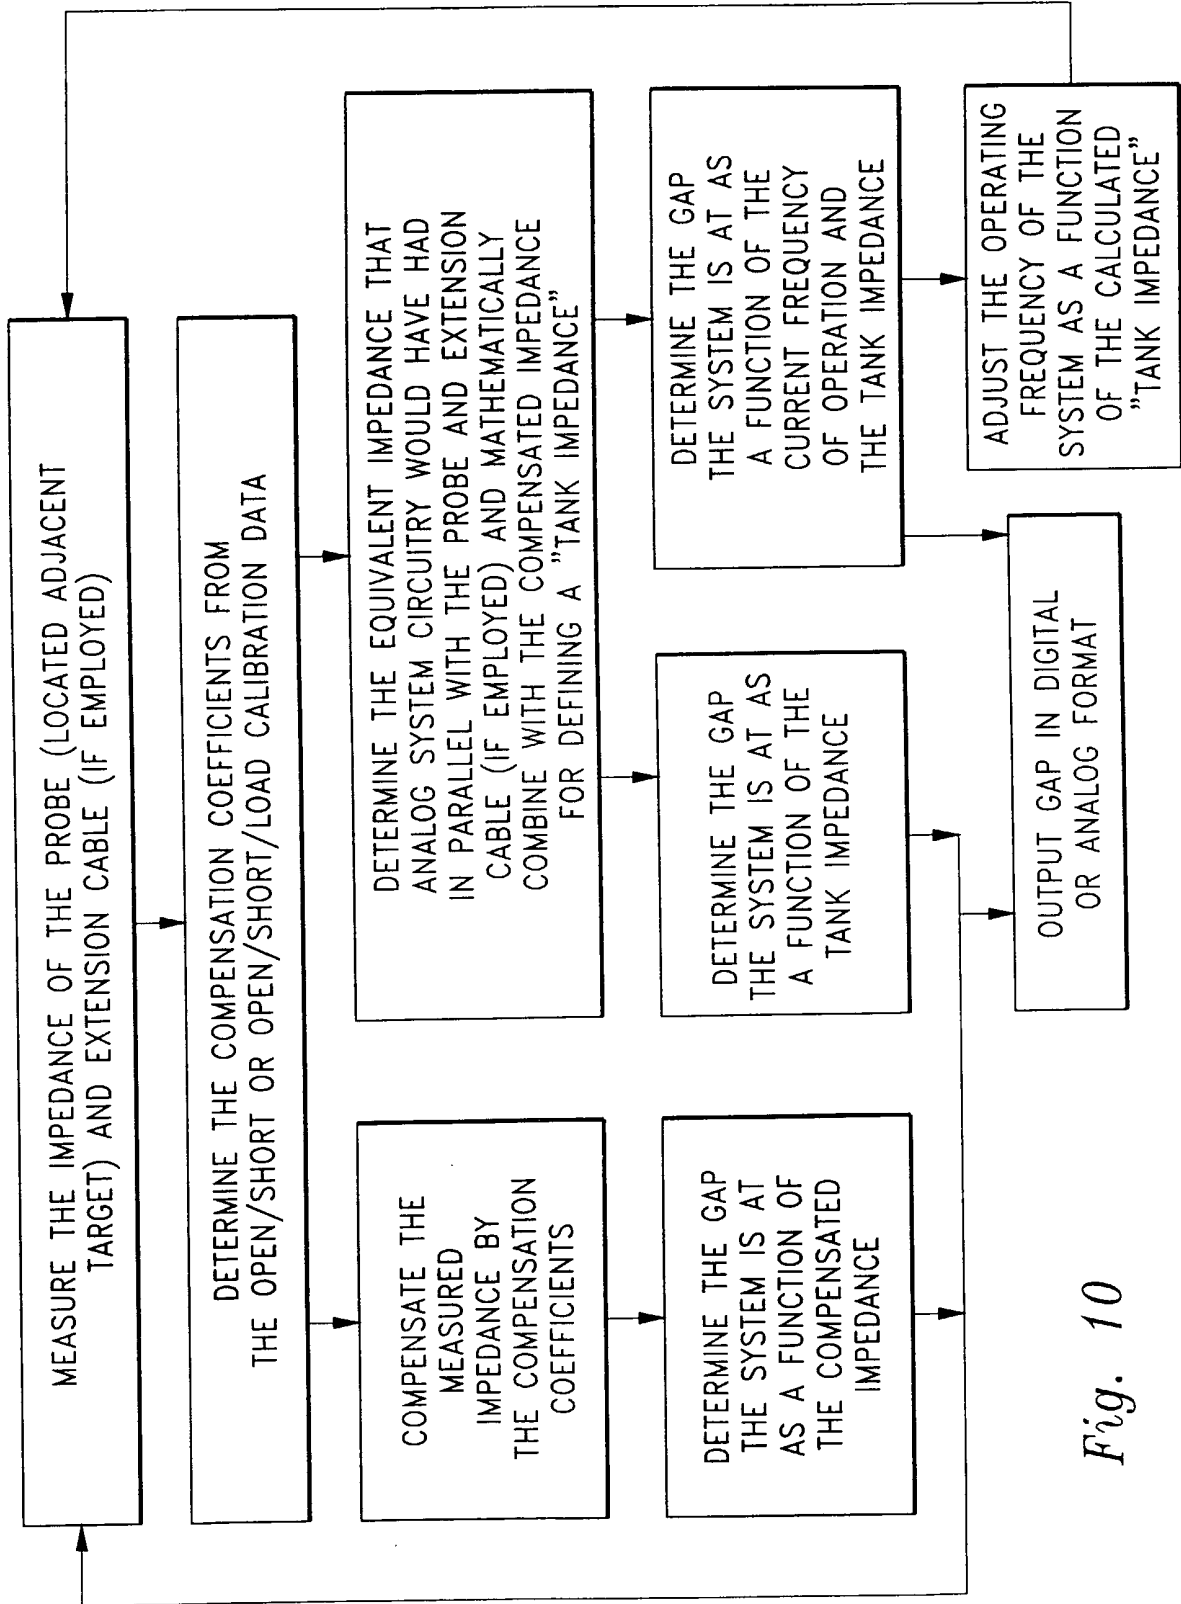 MEASURE THE IMPEDANCE OF THE PROBE (LOCATED ADJACENT
TARGET) AND EXTENSION CABLE (IF EMPLOYED)
DETERMINE THE COMPENSATION COEFFICIENTS FROM
THE OPEN/SHORT OR OPEN/SHORT/LOAD CALIBRATION DATA
COMPENSATE THE
MEASURED
IMPEDANCE BY
THE COMPENSATION
COEFFICIENTS
DETERMINE THE EQUIVALENT IMPEDANCE THAT
ANALOG SYSTEM CIRCUITRY WOULD HAVE HAD
IN PARALLEL WITH THE PROBE AND EXTENSION
CABLE (IF EMPLOYED) AND MATHEMATICALLY
COMBINE WITH THE COMPENSATED IMPEDANCE
FOR DEFINING A "TANK IMPEDANCE"
DETERMINE THE GAP
THE SYSTEM IS AT
AS A FUNCTION OF
THE COMPENSATED
IMPEDANCE
DETERMINE THE GAP
THE SYSTEM IS AT AS
A FUNCTION OF THE
TANK IMPEDANCE
DETERMINE THE GAP
THE SYSTEM IS AT AS
A FUNCTION OF THE
CURRENT FREQUENCY
OF OPERATION AND
THE TANK IMPEDANCE
OUTPUT GAP IN DIGITAL
OR ANALOG FORMAT
ADJUST THE OPERATING
FREQUENCY OF THE
SYSTEM AS A FUNCTION
OF THE CALCULATED
"TANK IMPEDANCE"
Fig. 10